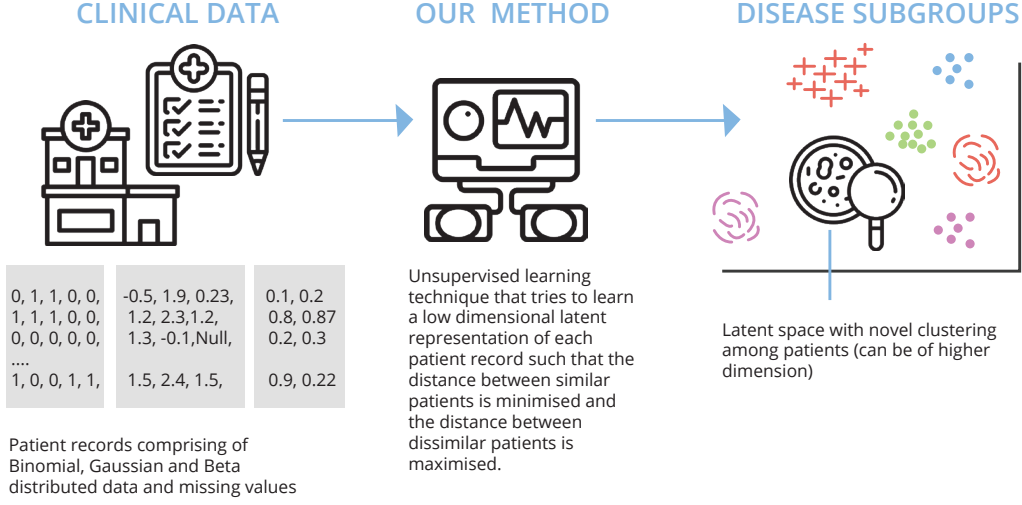 CLINICAL DATA
OUR METHOD
DISEASE SUBGROUPS
0, 1, 1, 0, 0,
1, 1, 1, 0, 0,
0, 0, 0, 0, 0,
....
1, 0, 0, 1, 1,
-0.5, 1.9, 0.23,
1.2, 2.3,1.2,
1.3, -0.1,Null,
1.5, 2.4, 1.5,
0.1, 0.2
0.8, 0.87
0.2, 0.3
0.9, 0.22
Patient records comprising of
Binomial, Gaussian and Beta
distributed data and missing values
Unsupervised learning
technique that tries to learn
a low dimensional latent
representation of each
patient record such that the
distance between similar
patients is minimised and
the distance between
dissimilar patients is
maximised.
Latent space with novel clustering
among patients (can be of higher
dimension)